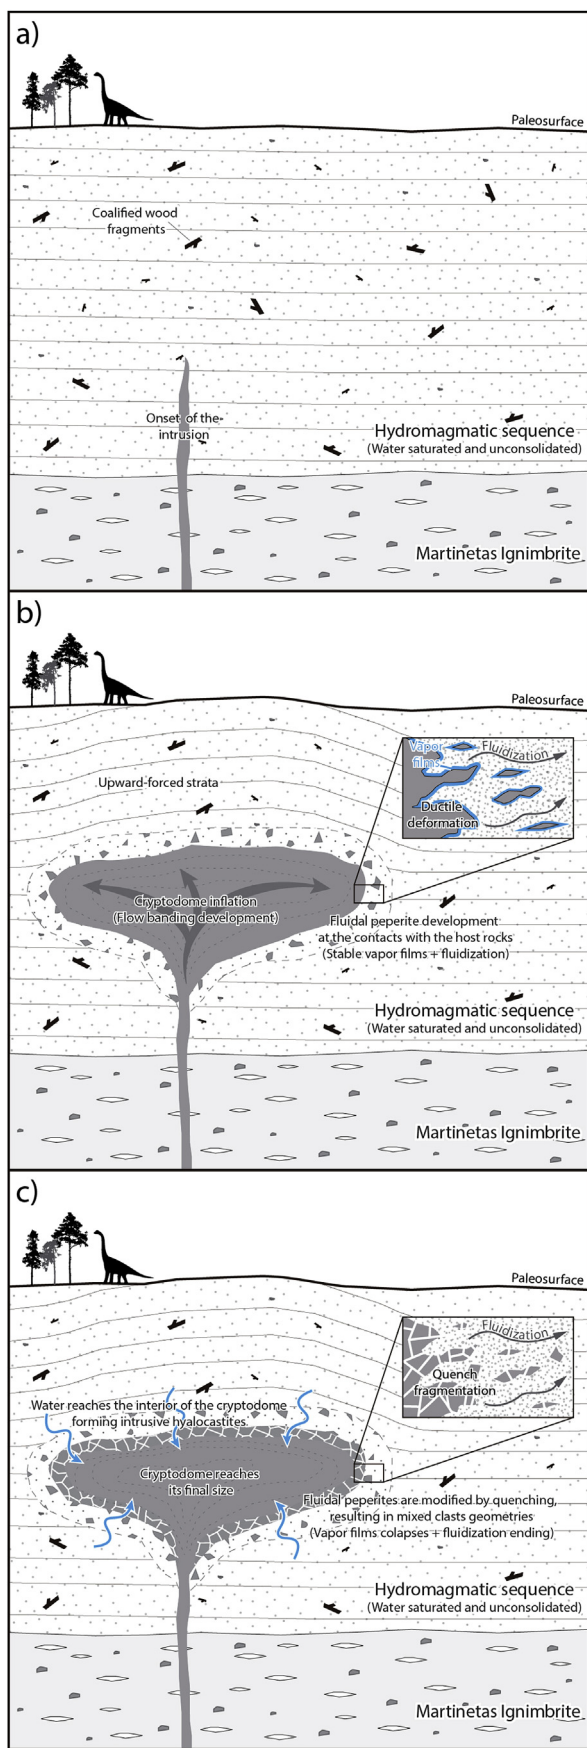 a)
Paleosurface
Coalified wood
fragments
Onset of the
intrusion
Hydromagmatic sequence
(Water saturated and unconsolidated)
Martinetas Ignimbrite
b)
Paleosurface
Vapor
films
Fluidization
Upward-forced strata
Ductile
deformation
Cryptodome inflation
(Flow banding development)
Fluidal peperite development
at the contacts with the host rocks
(Stable vapor films + fluidization)
Hydromagmatic sequence
(Water saturated and unconsolidated)
Martinetas Ignimbrite
c)
Paleosurface
Fluidization
Quench
fragmentation
Water reaches the interior of the cryptodome
forming intrusive hyalocastites.
Cryptodome reaches
its final size
Fluidal peperites are modified by quenching,
resulting in mixed clasts geometries
(Vapor films colapses + fluidization ending)
Hydromagmatic sequence
(Water saturated and unconsolidated)
Martinetas Ignimbrite